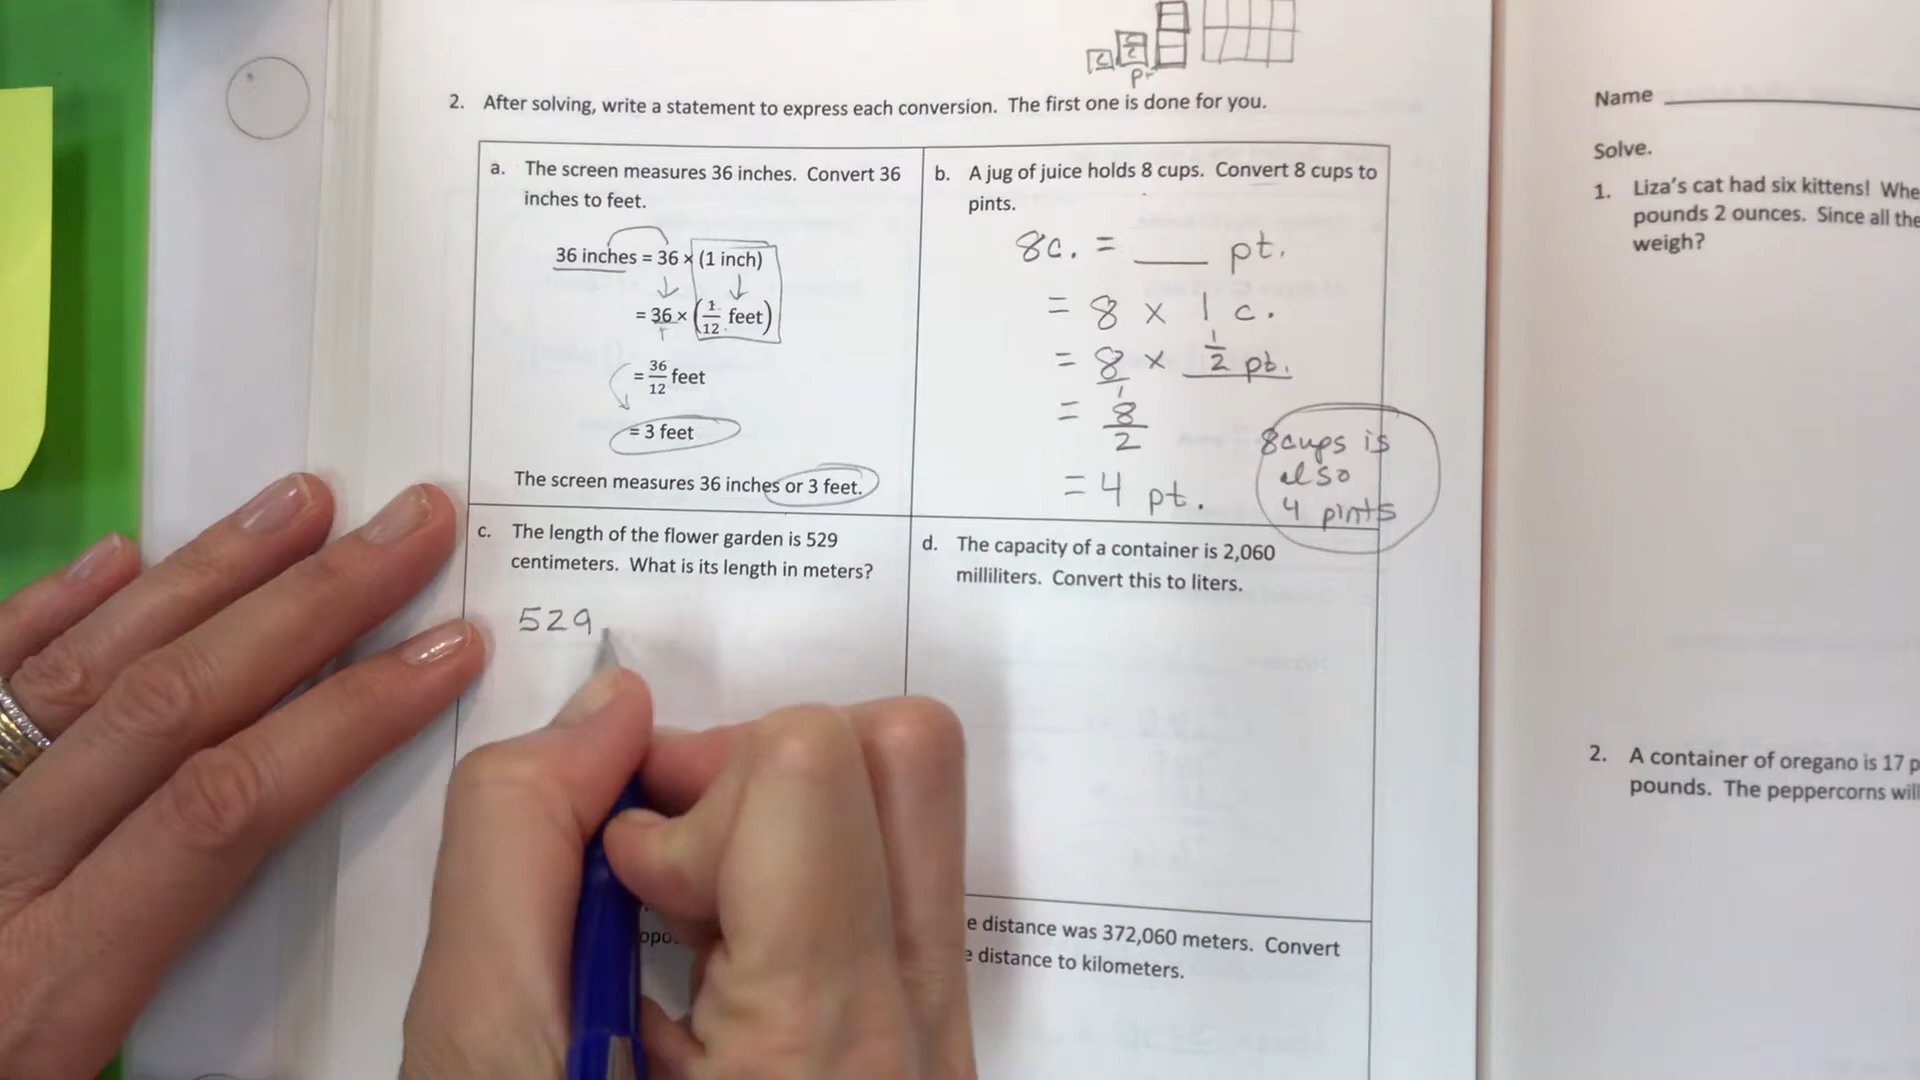 c
c
c
p
2. After solving, write a statement to express each conversion. The first one is done for you.
a. The screen measures 36 inches. Convert 36
inches to feet.
36 inches = 36 × (1 inch)
= 36 × (1/12 feet)
= 36/12 feet
= 3 feet
The screen measures 36 inches or 3 feet.
b. A jug of juice holds 8 cups. Convert 8 cups to
pints.
8c. = ___ pt.
= 8 × 1 c.
= 8/1 × 1/2 pt.
= 8/2
= 4 pt.
8cups is
also
4 pints
c. The length of the flower garden is 529
centimeters. What is its length in meters?
529
d. The capacity of a container is 2,060
milliliters. Convert this to liters.
e distance was 372,060 meters. Convert
e distance to kilometers.
Name
Solve.
1. Liza's cat had six kittens! Whe
pounds 2 ounces. Since all the
weigh?
2. A container of oregano is 17 p
pounds. The peppercorns will